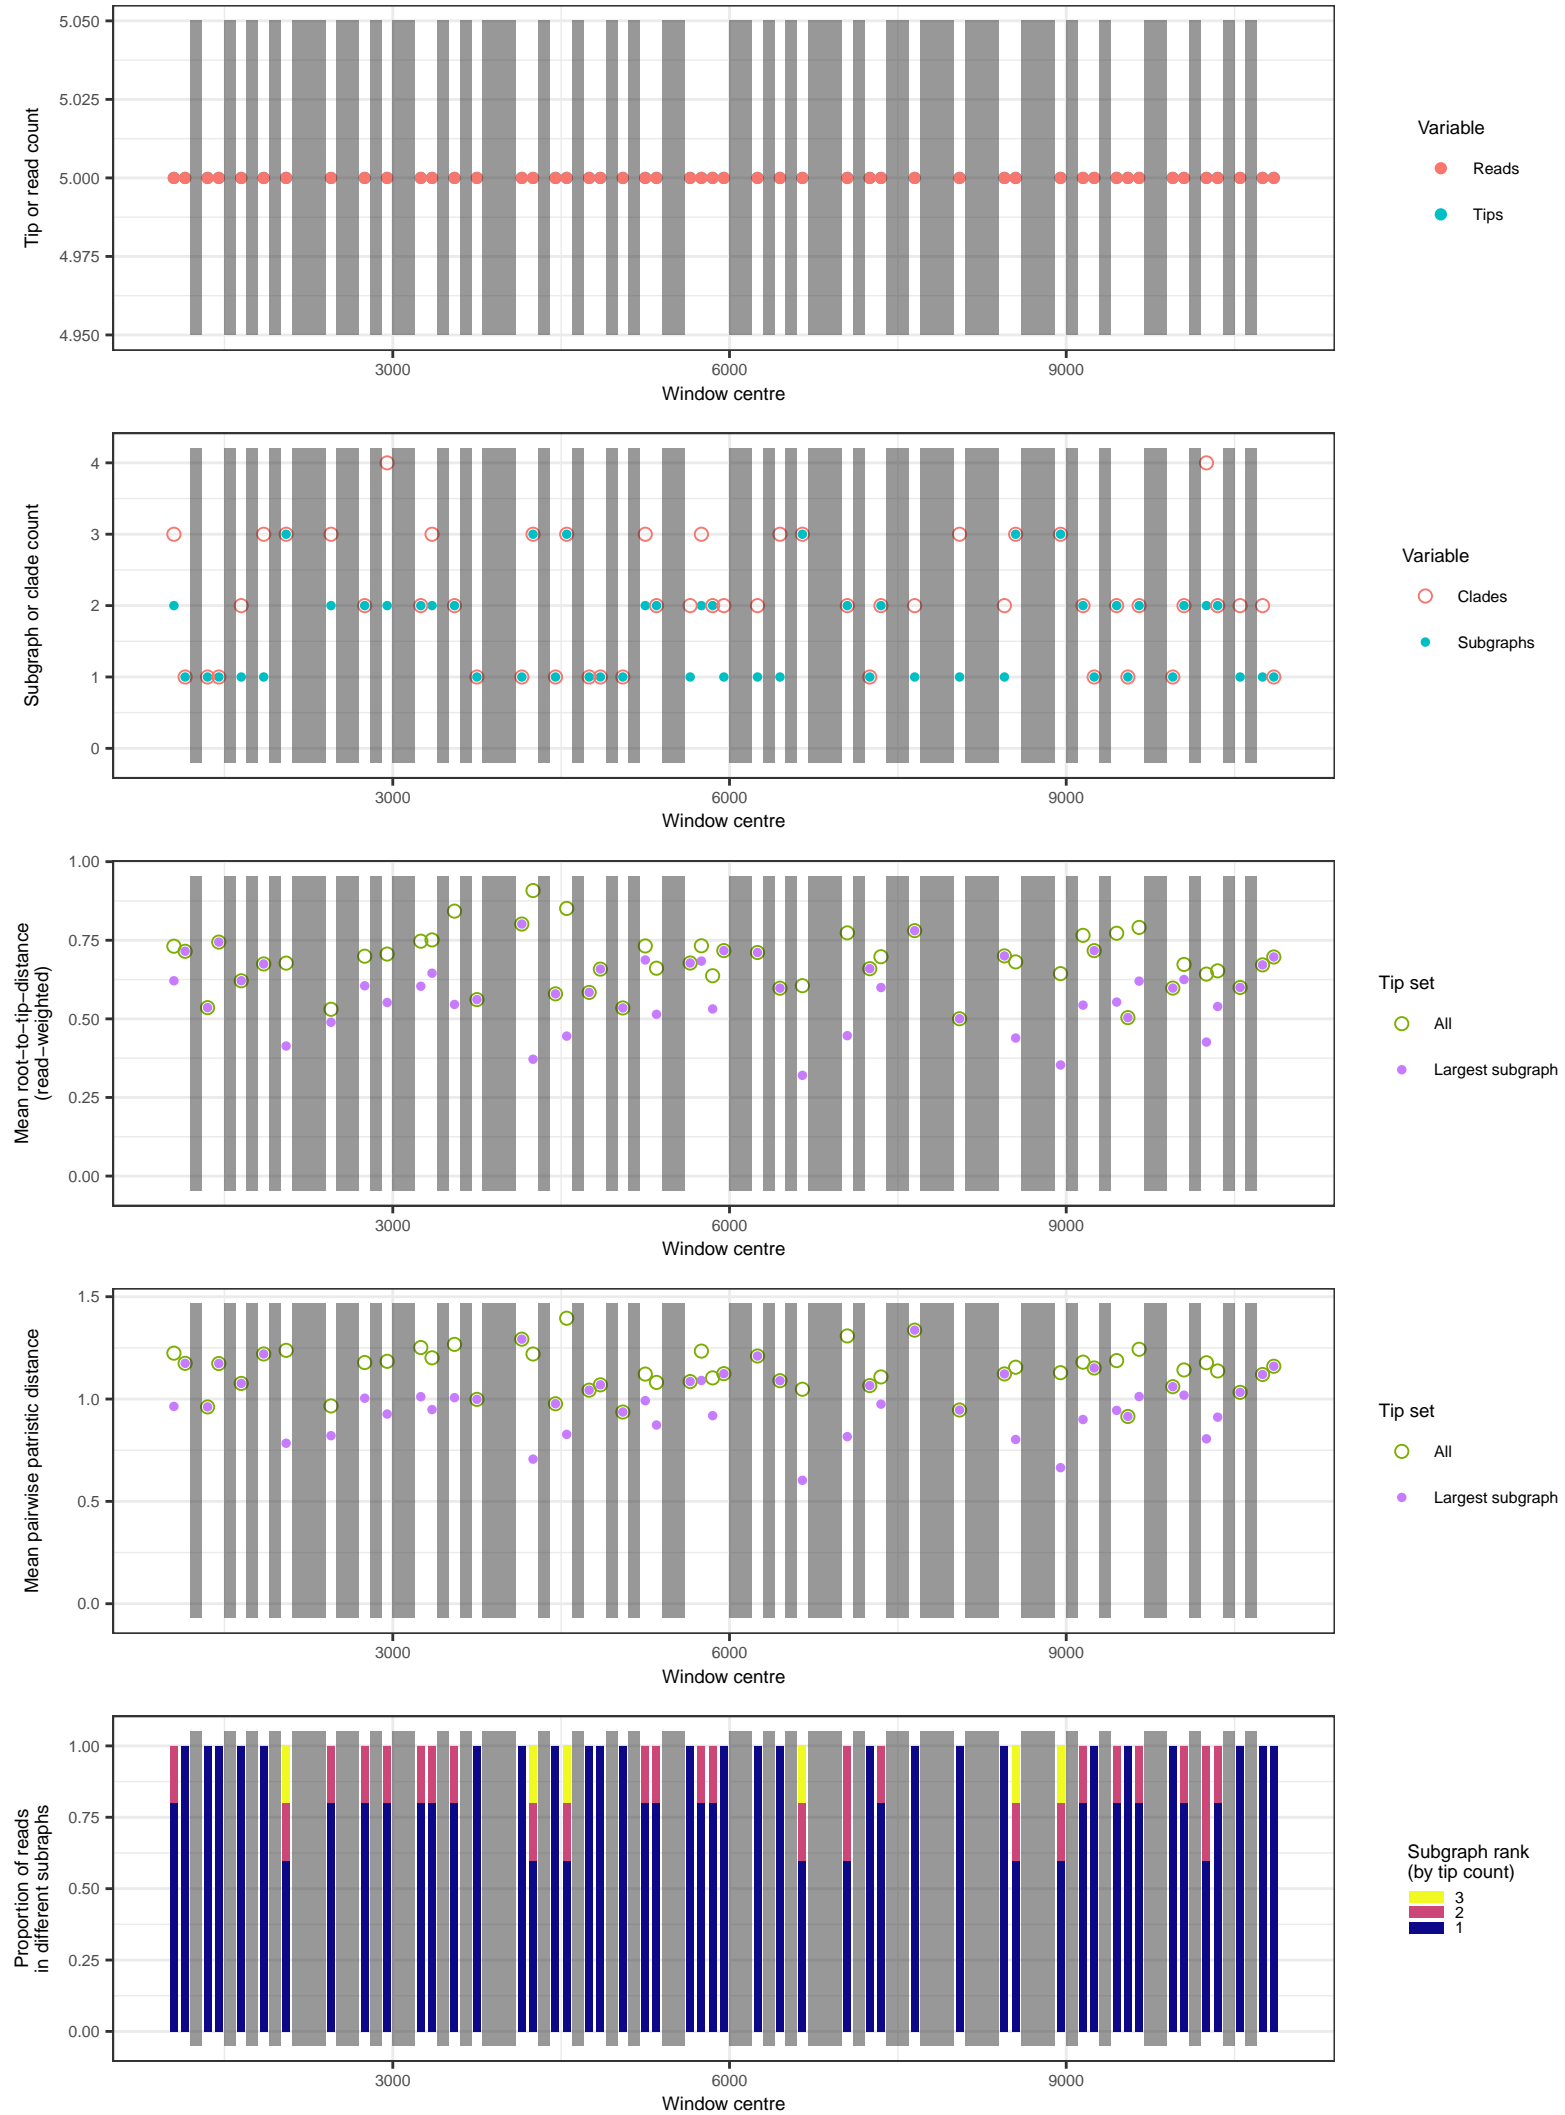 5.050
5.025
5.000
4.975
4.950
Tip or read count
3000
6000
9000
Window centre
Variable
Reads
Tips
4
3
2
1
0
Subgraph or clade count
3000
6000
9000
Window centre
Variable
Clades
Subgraphs
1.00
0.75
0.50
0.25
0.00
Mean root−to−tip−distance
(read−weighted)
3000
6000
9000
Window centre
Tip set
All
Largest subgraph
1.5
1.0
0.5
0.0
Mean pairwise patristic distance
3000
6000
9000
Window centre
Tip set
All
Largest subgraph
1.00
0.75
0.50
0.25
0.00
Proportion of reads
in different subraphs
3000
6000
9000
Window centre
Subgraph rank
(by tip count)
3
2
1